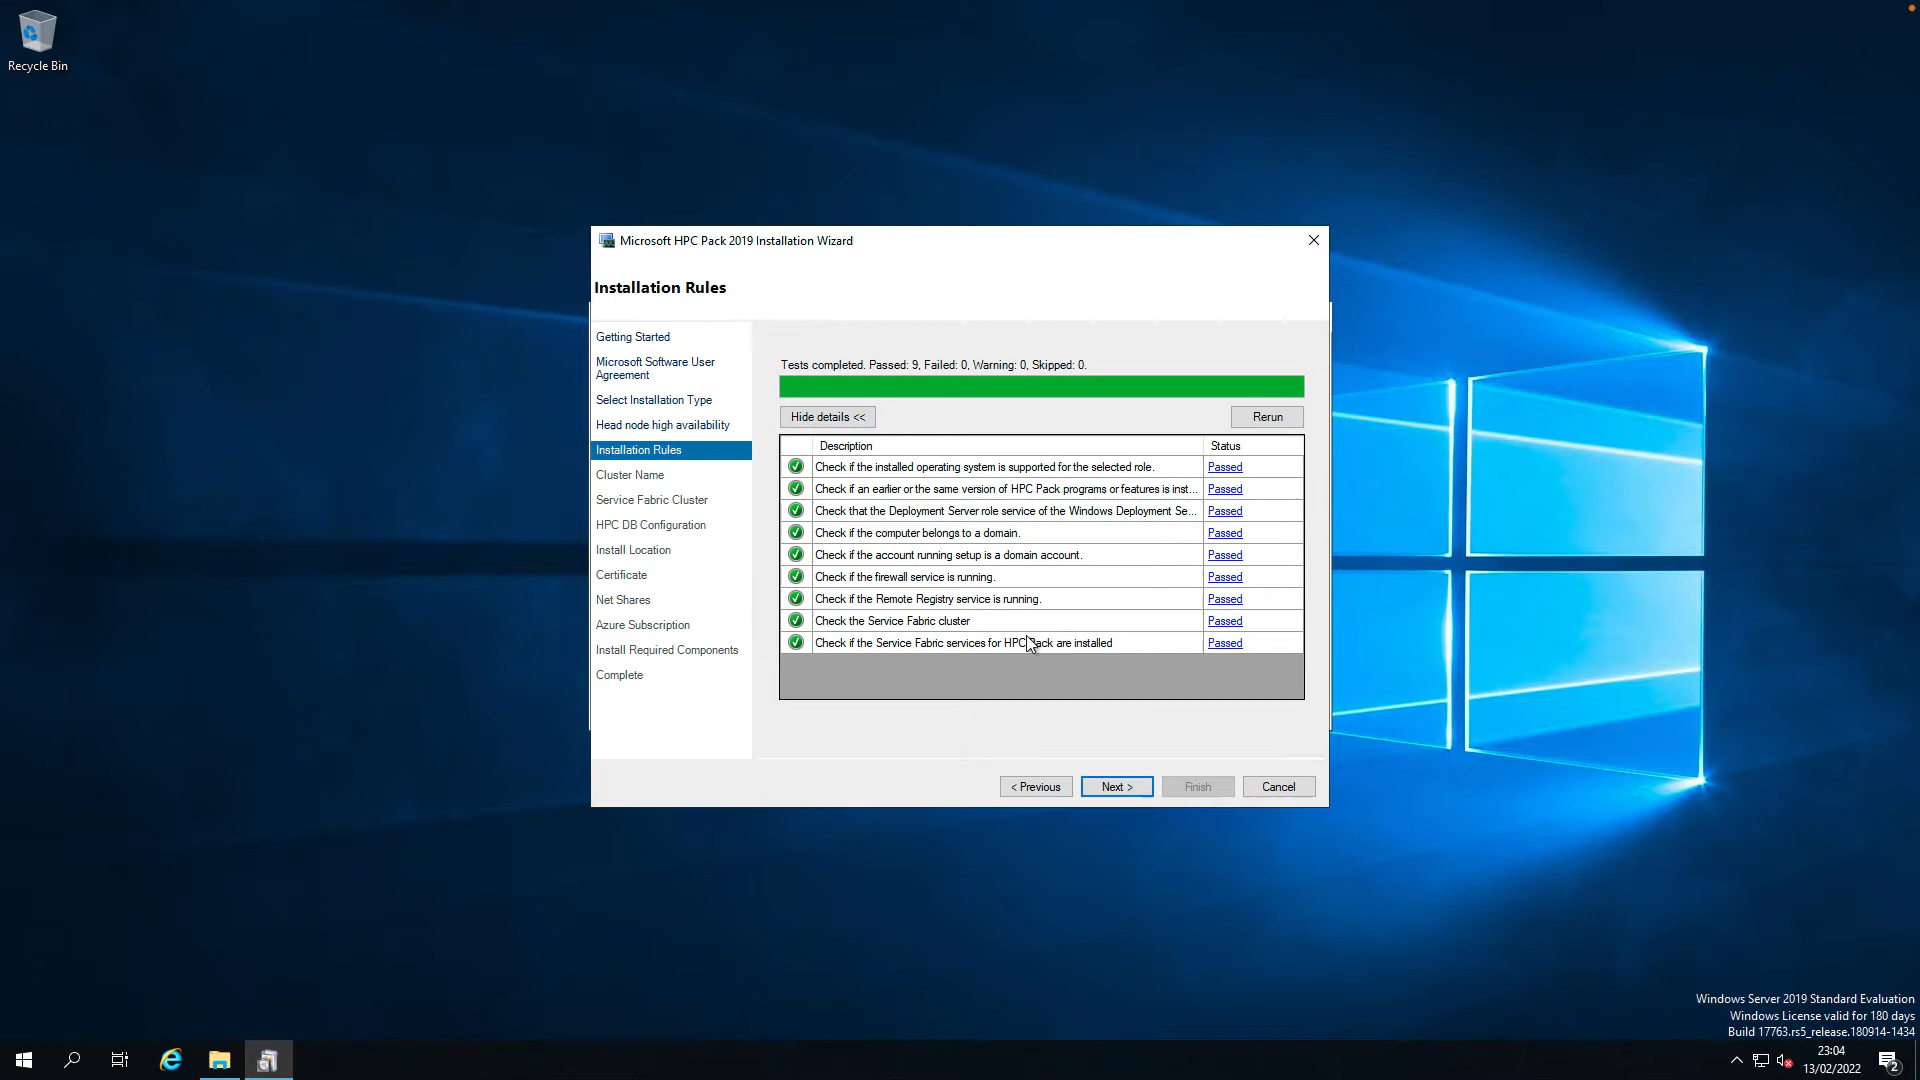 Recycle Bin
Microsoft HPC Pack 2019 Installation Wizard
Installation Rules
Getting Started
Microsoft Software User
Agreement
Select Installation Type
Head node high availability
Installation Rules
Cluster Name
Service Fabric Cluster
HPC DB Configuration
Install Location
Certificate
Net Shares
Azure Subscription
Install Required Components
Complete
Tests completed. Passed: 9, Failed: 0, Warning: 0, Skipped: 0.
Hide details <<
Rerun
Description Status
Check if the installed operating system is supported for the selected role. Passed
Check if an earlier or the same version of HPC Pack programs or features is inst... Passed
Check that the Deployment Server role service of the Windows Deployment Se... Passed
Check if the computer belongs to a domain. Passed
Check if the account running setup is a domain account. Passed
Check if the firewall service is running. Passed
Check if the Remote Registry service is running. Passed
Check the Service Fabric cluster Passed
Check if the Service Fabric services for HPC Pack are installed Passed
< Previous
Next >
Finish
Cancel
Windows Server 2019 Standard Evaluation
Windows License valid for 180 days
Build 17763.rs5_release.180914-1434
23:04
13/02/2022
2